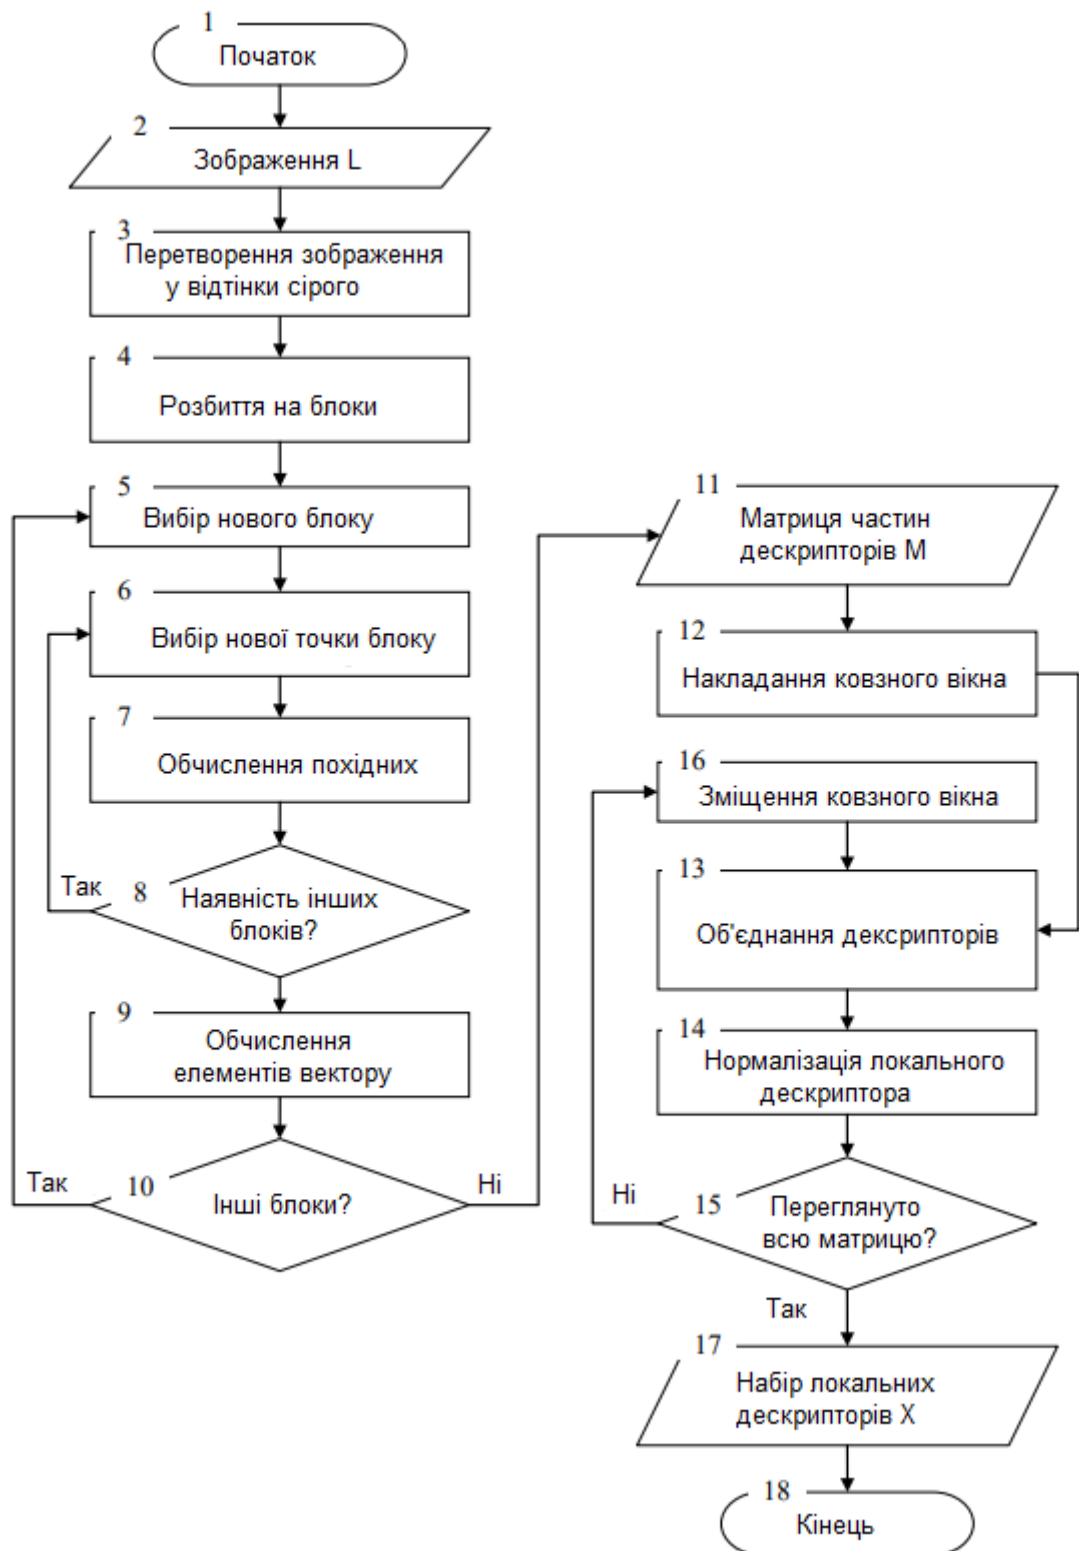 1
Початок
2
Зображення L
3
Перетворення зображення
у відтінки сірого
4
Розбиття на блоки
5
Вибір нового блоку
6
Вибір нової точки блоку
7
Обчислення похідних
Так
8
Наявність інших
блоків?
9
Обчислення
елементів вектору
Так
10
Інші блоки?
Ні
11
Матриця частин
дескрипторів М
12
Накладання ковзного вікна
16
Зміщення ковзного вікна
13
Об'єднання дексрипторів
14
Нормалізація локального
дескриптора
Ні
15
Переглянуто
всю матрицю?
Так
17
Набір локальних
дескрипторів Х
18
Кінець